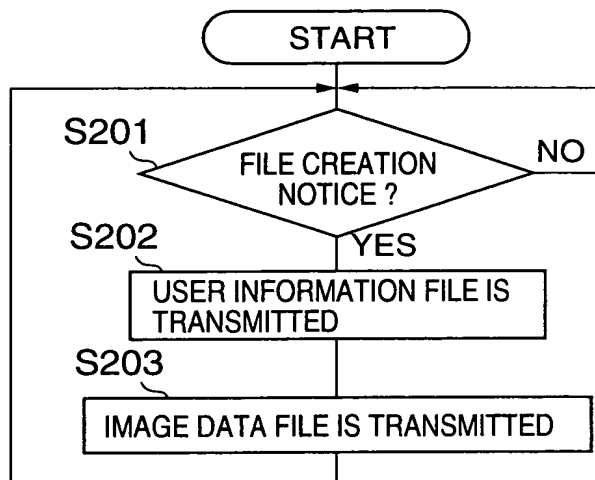 START
S201
FILE CREATION
NOTICE ?
NO
YES
S202
USER INFORMATION FILE IS
TRANSMITTED
S203
IMAGE DATA FILE IS TRANSMITTED